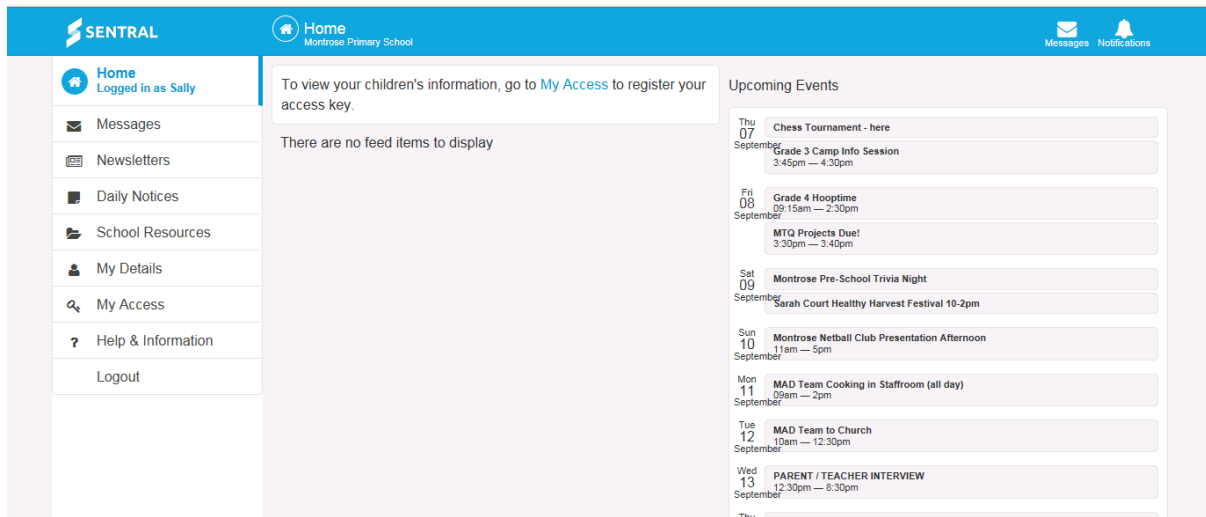 SENTRAL
Home
Montrose Primary School
Messages
Notifications
Home
Logged in as Sally
Messages
Newsletters
Daily Notices
School Resources
My Details
My Access
? Help & Information
Logout
To view your children's information, go to My Access to register your
access key.
There are no feed items to display
Upcoming Events
Thu
07
September
Chess Tournament - here
Grade 3 Camp Info Session
3:45pm — 4:30pm
Fri
08
September
Grade 4 Hooptime
09:15am — 2:30pm
MTQ Projects Due!
3:30pm — 3:40pm
Sat
09
September
Montrose Pre-School Trivia Night
Sarah Court Healthy Harvest Festival 10-2pm
Sun
10
September
Montrose Netball Club Presentation Afternoon
11am — 5pm
Mon
11
September
MAD Team Cooking in Staffroom (all day)
09am — 2pm
Tue
12
September
MAD Team to Church
10am — 12:30pm
Wed
13
September
PARENT / TEACHER INTERVIEW
12:30pm — 8:30pm
Thu